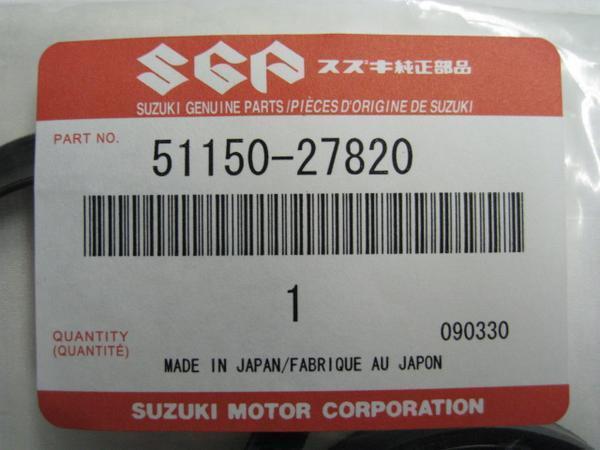 SGP スズキ純正部品
SUZUKI GENUINE PARTS/PIÈCES D'ORIGINE DE SUZUKI
PART NO. 51150-27820
1
QUANTITY
(QUANTITÉ)
090330
MADE IN JAPAN/FABRIQUE AU JAPON
SUZUKI MOTOR CORPORATION